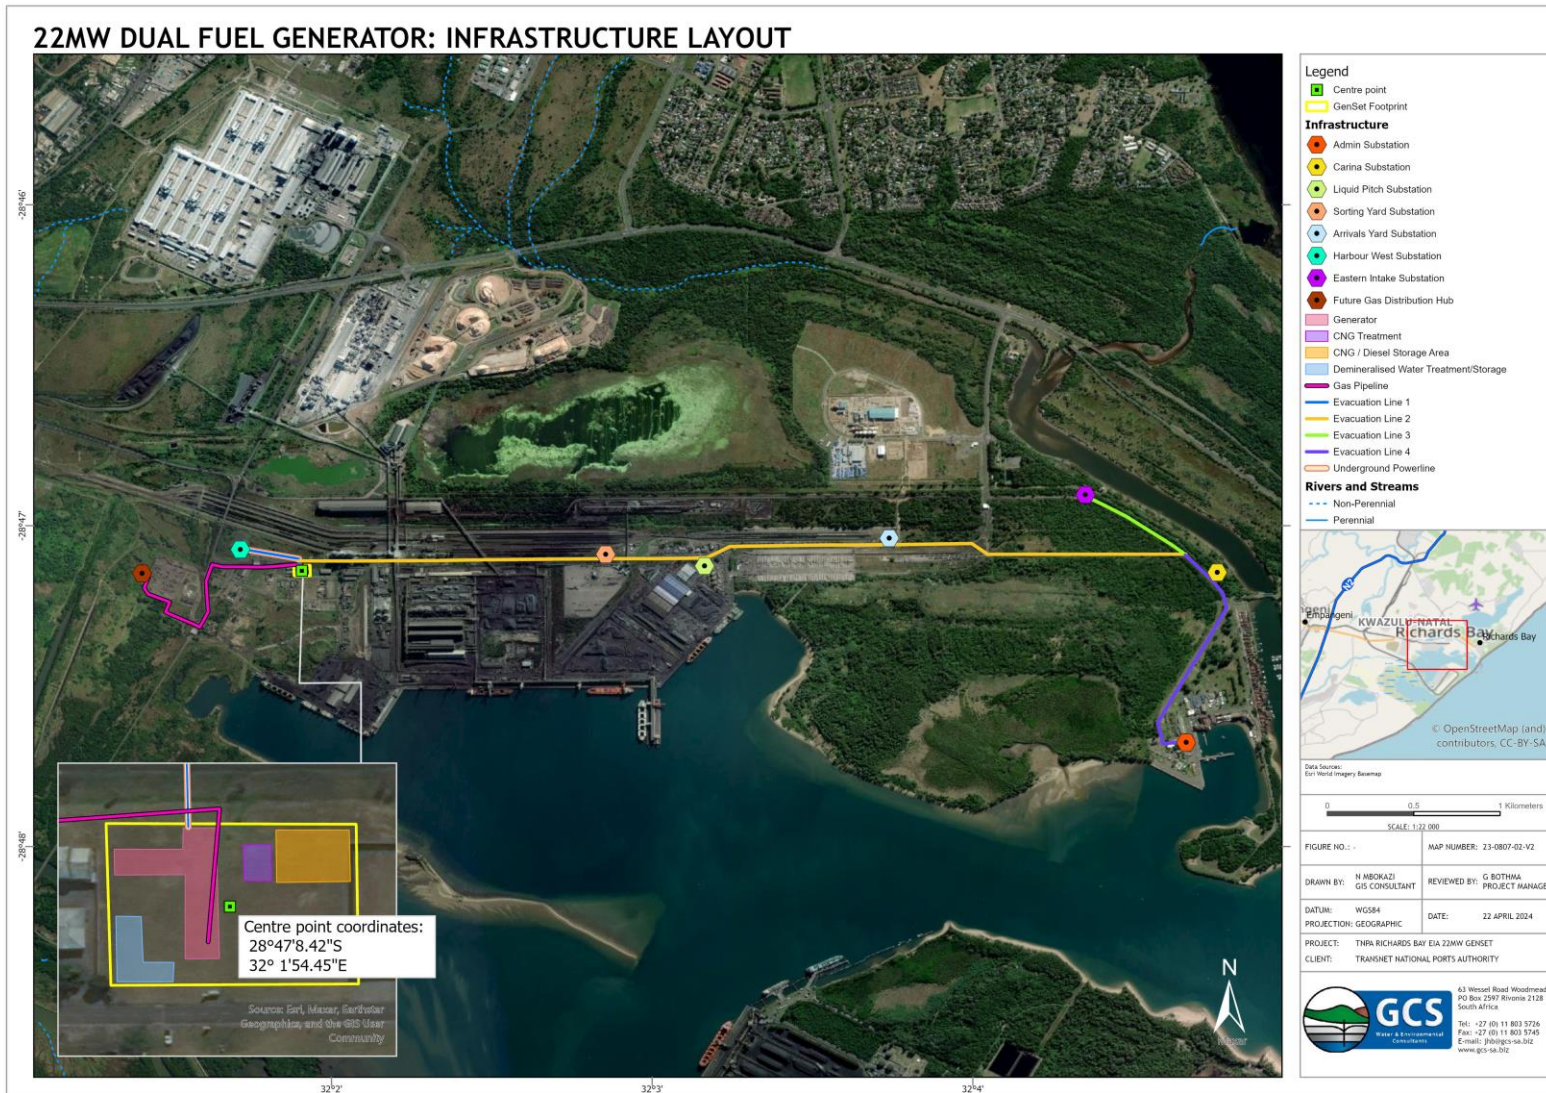 22MW DUAL FUEL GENERATOR: INFRASTRUCTURE LAYOUT
-28°46'
-28°47'
-28°48'
32°2'
32°3'
32°4'
Centre point coordinates:
28°47'8.42"S
32° 1'54.45"E
Source: Esri, Maxar, Earthstar
Geographics, and the GIS User
Community
N
Maxar
Legend
Centre point
GenSet Footprint
Infrastructure
Admin Substation
Carina Substation
Liquid Pitch Substation
Sorting Yard Substation
Arrivals Yard Substation
Harbour West Substation
Eastern Intake Substation
Future Gas Distribution Hub
Generator
CNG Treatment
CNG / Diesel Storage Area
Demineralised Water Treatment/Storage
Gas Pipeline
Evacuation Line 1
Evacuation Line 2
Evacuation Line 3
Evacuation Line 4
Underground Powerline
Rivers and Streams
Non-Perennial
Perennial
N2
ngeni
Empangeni
KWAZULU-NATAL
Richards Bay
Richards Bay
© OpenStreetMap (and)
contributors, CC-BY-SA
Data Sources:
Esri World Imagery Basemap
0 0.5 1 Kilometers
SCALE: 1:22 000
FIGURE NO.: -
MAP NUMBER: 23-0807-02-V2
DRAWN BY: N MBOKAZI
GIS CONSULTANT
REVIEWED BY: G BOTHMA
PROJECT MANAGE
DATUM: WGS84
PROJECTION: GEOGRAPHIC
DATE: 22 APRIL 2024
PROJECT: TNPA RICHARDS BAY EIA 22MW GENSET
CLIENT: TRANSNET NATIONAL PORTS AUTHORITY
GCS
Water & Environmental
Consultants
63 Wessel Road Woodmead
PO Box 2597 Rivonia 2128
South Africa
Tel: +27 (0) 11 803 5726
Fax: +27 (0) 11 803 5745
E-mail: jhb@gcs-sa.biz
www.gcs-sa.biz